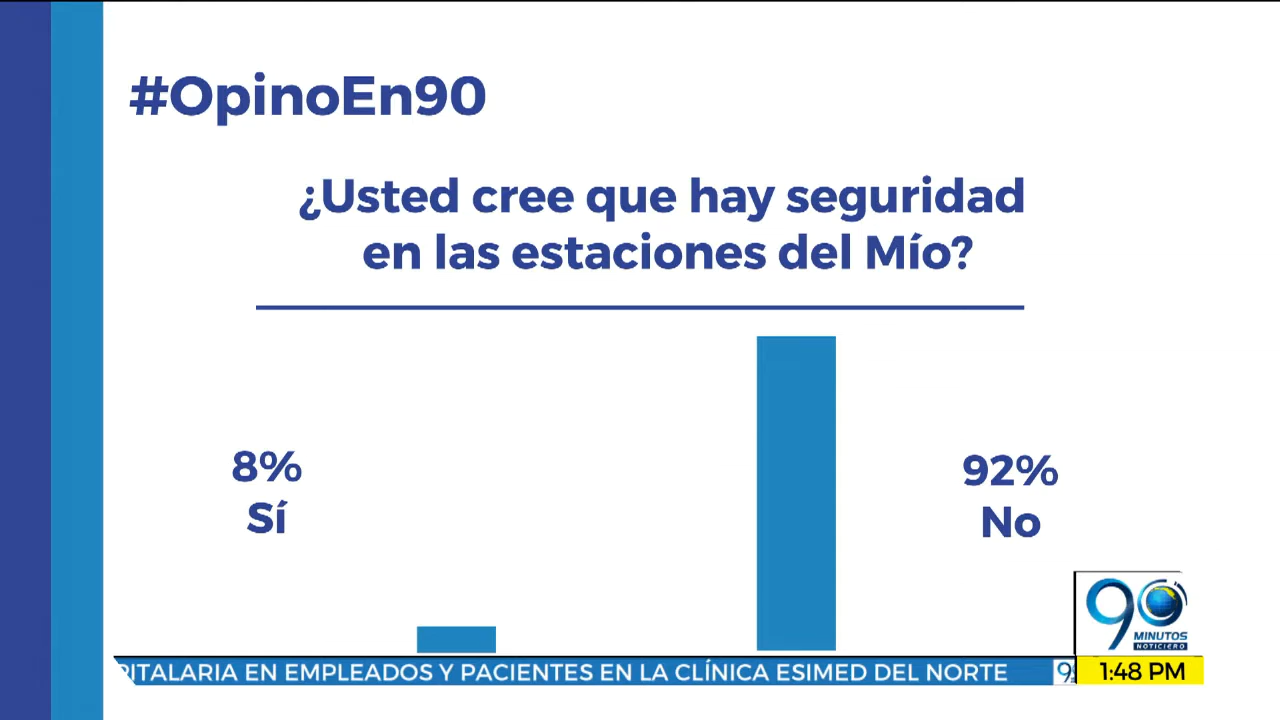 #OpinoEn90
¿Usted cree que hay seguridad
en las estaciones del Mío?
8%
Sí
92%
No
90
MINUTOS
NOTICIERO
EN EMPLEADOS Y PACIENTES EN LA CLÍNICA ESIMED DEL NORTE
1:48 PM